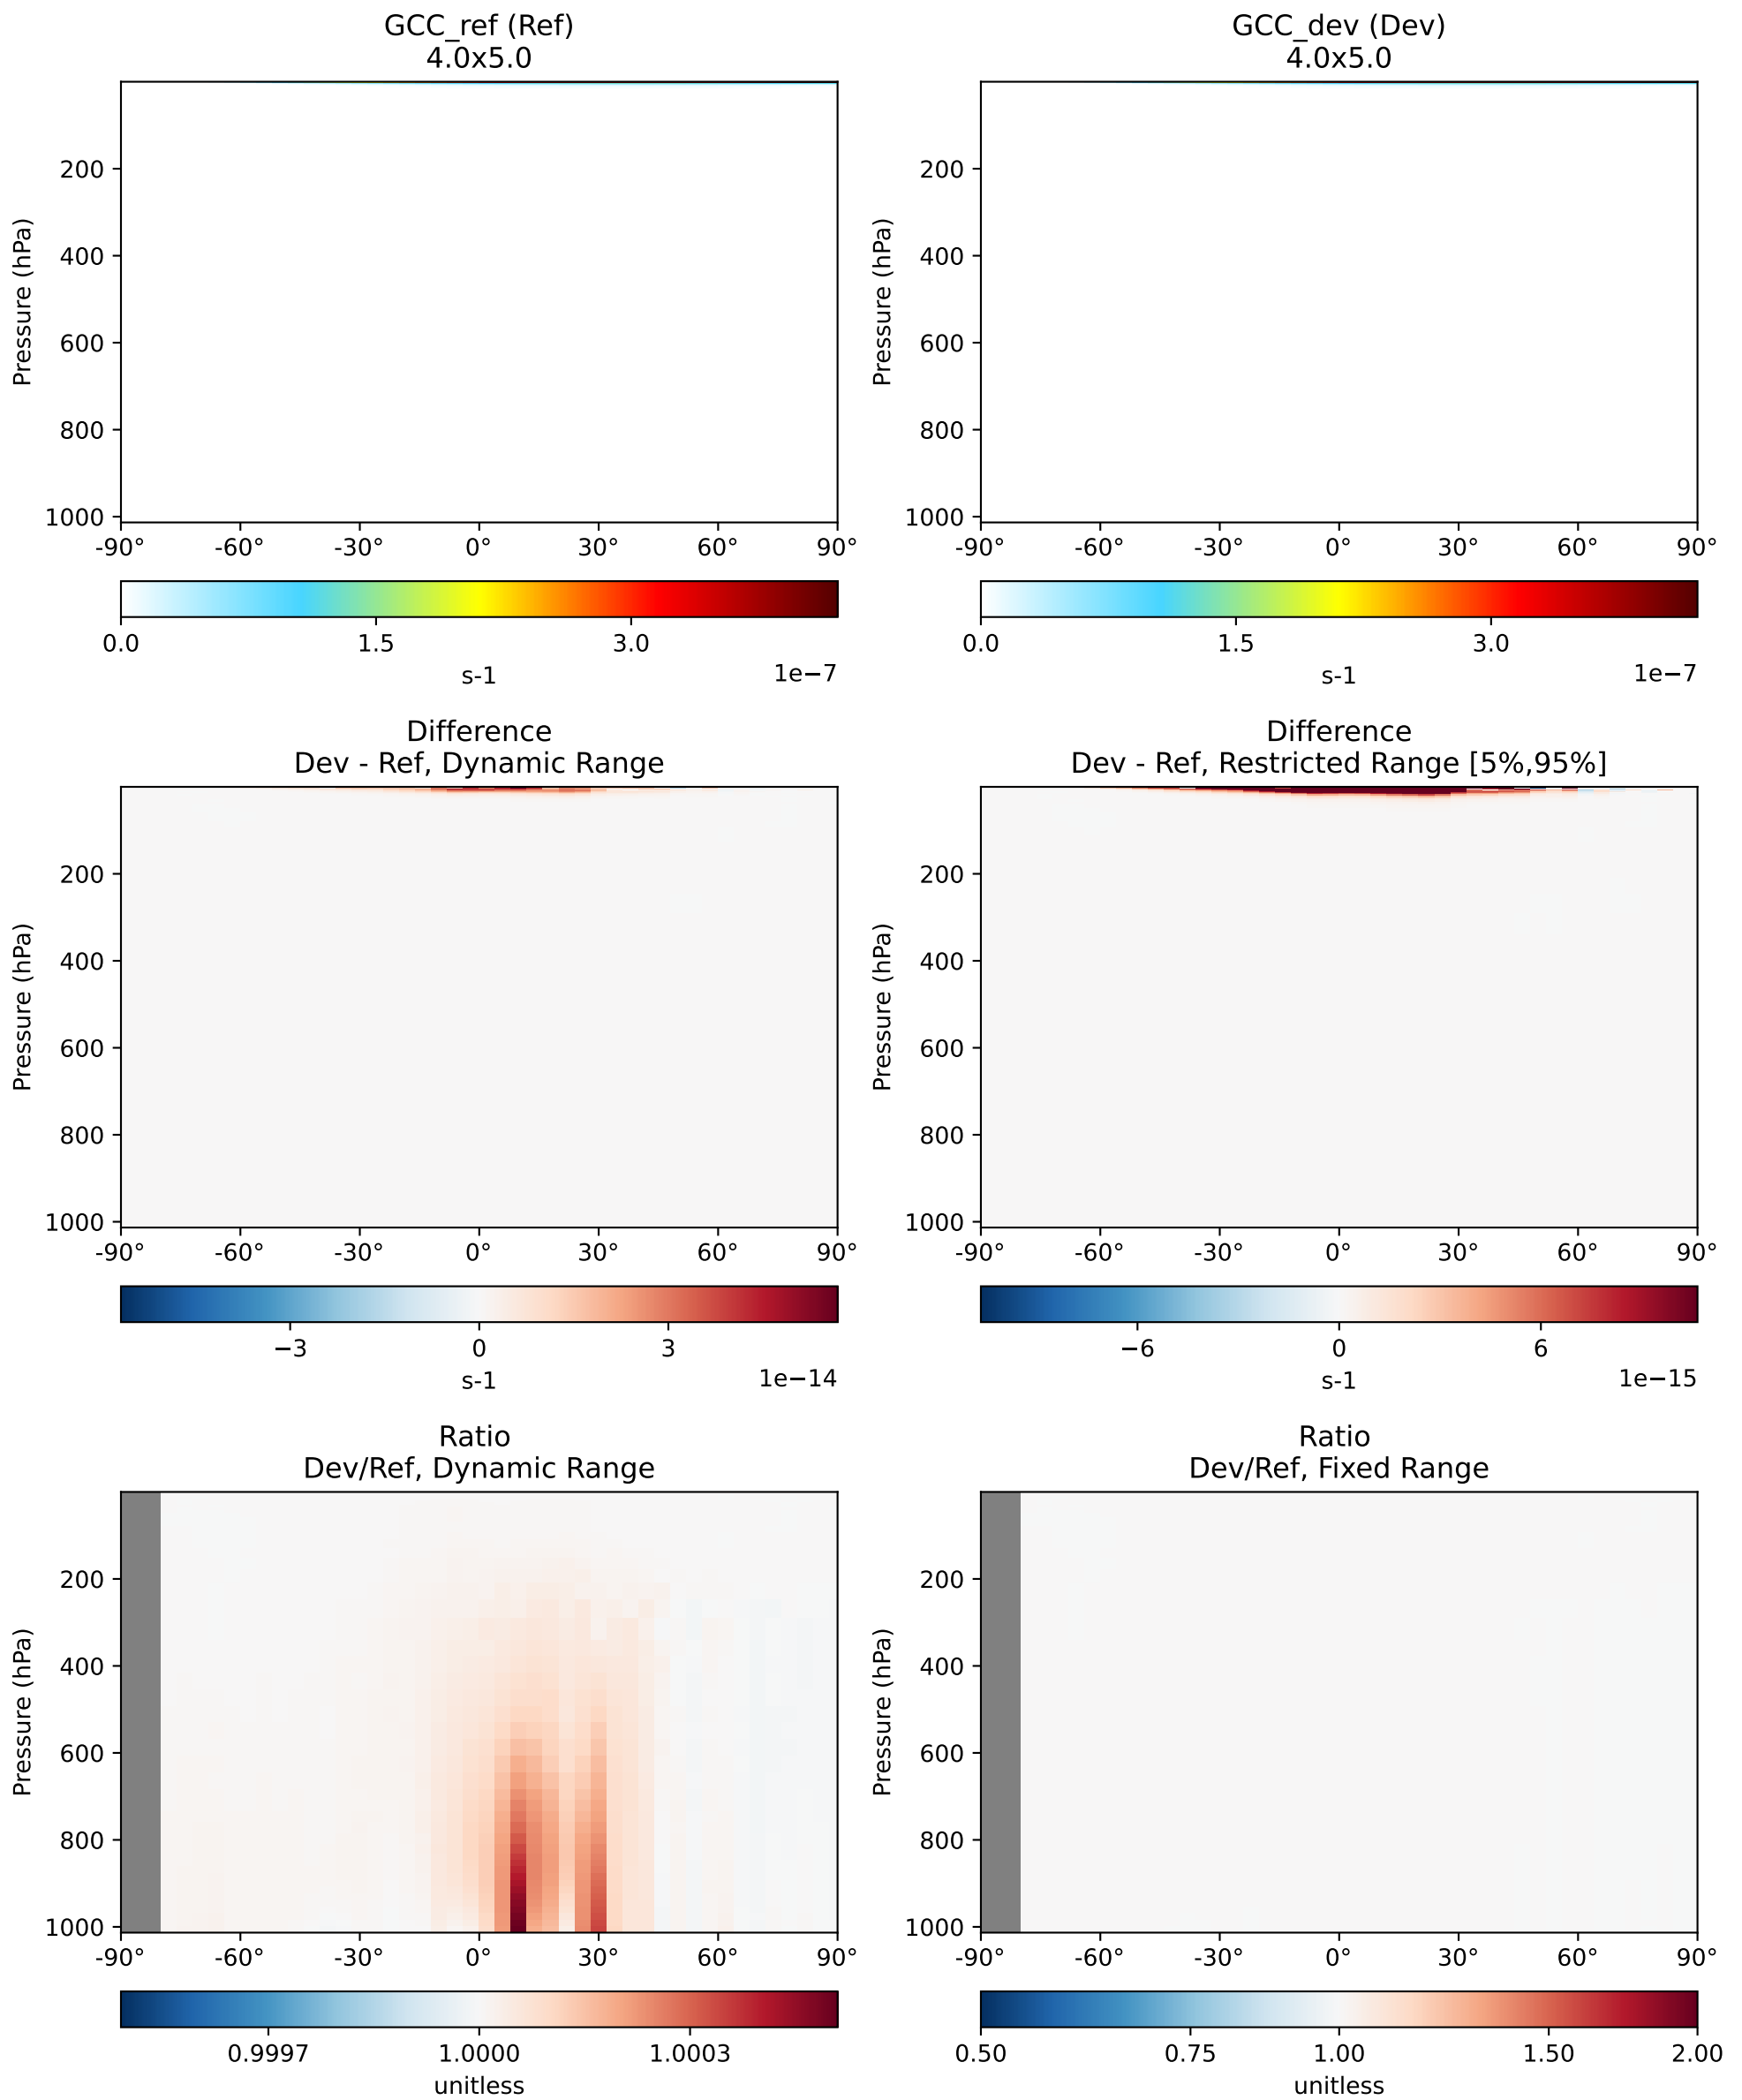 GCC_ref (Ref)
4.0x5.0
Pressure (hPa)
200
400
600
800
1000
-90° -60° -30° 0° 30° 60° 90°
0.0 1.5 3.0
s-1
1e−7
GCC_dev (Dev)
4.0x5.0
Pressure (hPa)
200
400
600
800
1000
-90° -60° -30° 0° 30° 60° 90°
0.0 1.5 3.0
s-1
1e−7
Difference
Dev - Ref, Dynamic Range
Pressure (hPa)
200
400
600
800
1000
-90° -60° -30° 0° 30° 60° 90°
−3 0 3
s-1
1e−14
Difference
Dev - Ref, Restricted Range [5%,95%]
Pressure (hPa)
200
400
600
800
1000
-90° -60° -30° 0° 30° 60° 90°
−6 0 6
s-1
1e−15
Ratio
Dev/Ref, Dynamic Range
Pressure (hPa)
200
400
600
800
1000
-90° -60° -30° 0° 30° 60° 90°
0.9997 1.0000 1.0003
unitless
Ratio
Dev/Ref, Fixed Range
Pressure (hPa)
200
400
600
800
1000
-90° -60° -30° 0° 30° 60° 90°
0.50 0.75 1.00 1.50 2.00
unitless